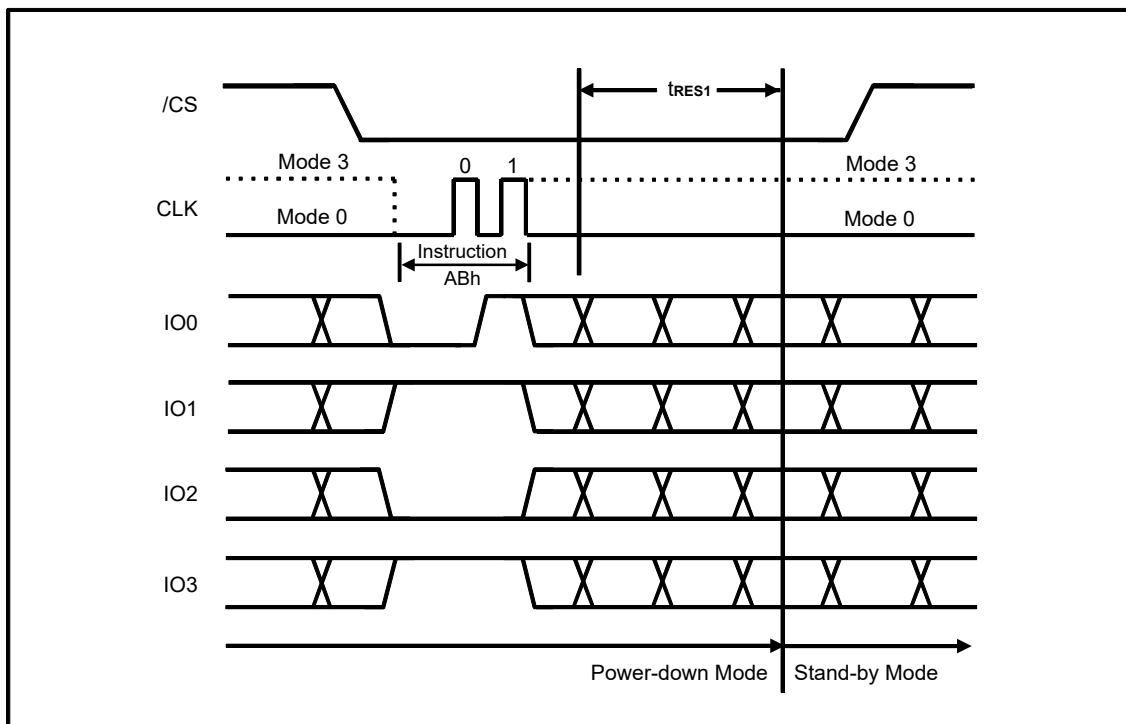 tRES1
/CS
Mode 3
0 1
Mode 3
CLK
Mode 0
Mode 0
Instruction
ABh
IO0
IO1
IO2
IO3
Power-down Mode
Stand-by Mode